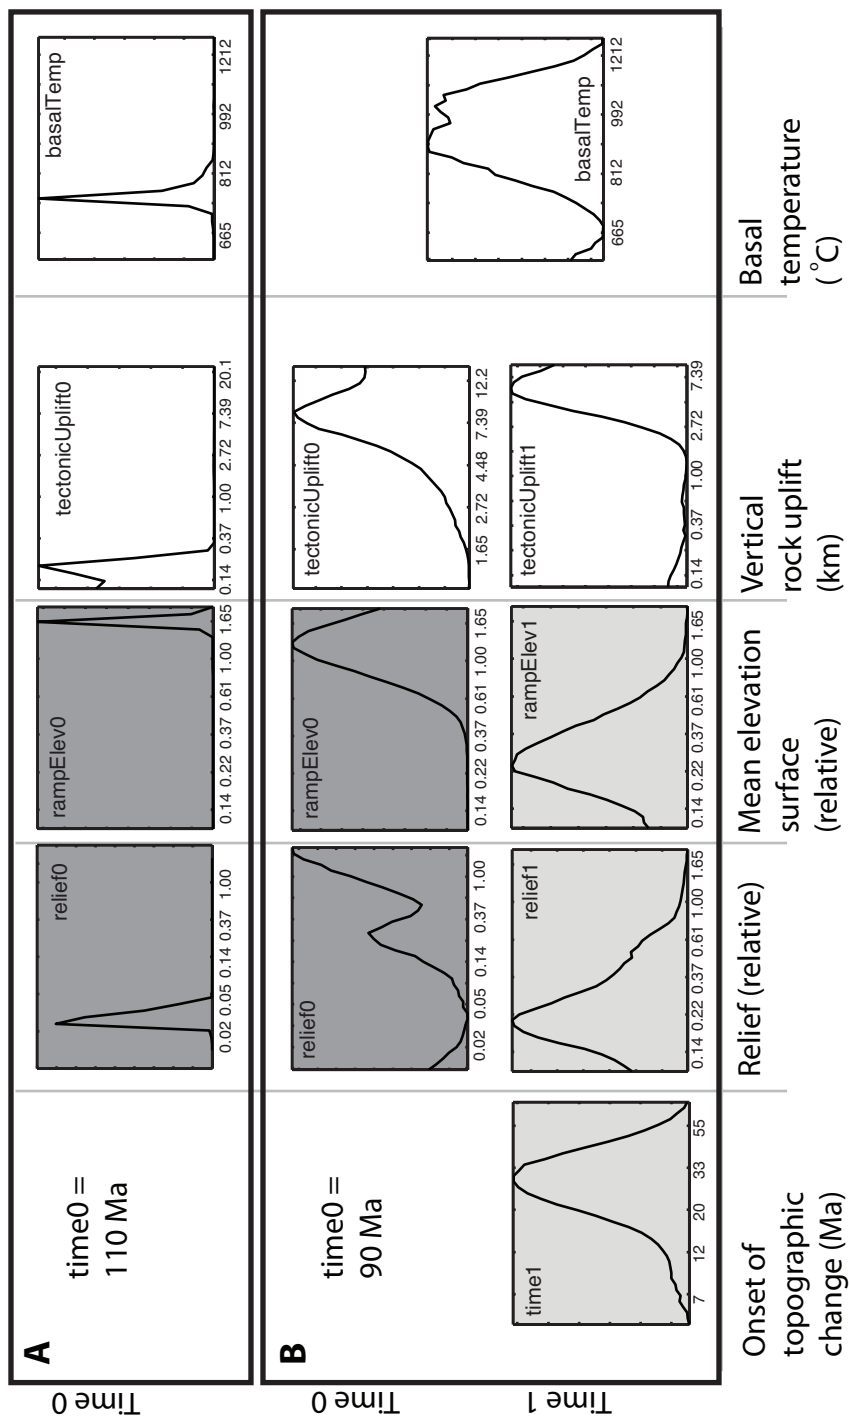 A
Time 0
time0 =
110 Ma
relief0
0.02 0.05 0.14 0.37 1.00
rampElev0
0.14 0.22 0.37 0.61 1.00 1.65
tectonicUplift0
0.14 0.37 1.00 2.72 7.39 20.1
basalTemp
665 812 992 1212
B
Time 0
time0 =
90 Ma
relief0
0.02 0.05 0.14 0.37 1.00
rampElev0
0.14 0.22 0.37 0.61 1.00 1.65
tectonicUplift0
1.65 2.72 4.48 7.39 12.2
basalTemp
665 812 992 1212
Time 1
time1
7 12 20 33 55
relief1
0.14 0.22 0.37 0.61 1.00 1.65
rampElev1
0.14 0.22 0.37 0.61 1.00 1.65
tectonicUplift1
0.14 0.37 1.00 2.72 7.39
Onset of
topographic
change (Ma)
Relief (relative)
Mean elevation
surface
(relative)
Vertical
rock uplift
(km)
Basal
temperature
(°C)